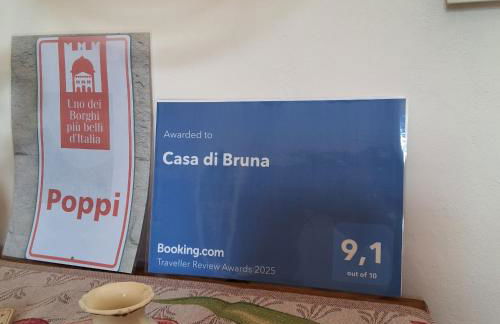 Uno dei
Borghi
più belli
d'Italia
Poppi
Awarded to
Casa di Bruna
Booking.com
Traveller Review Awards 2025
9,1
out of 10